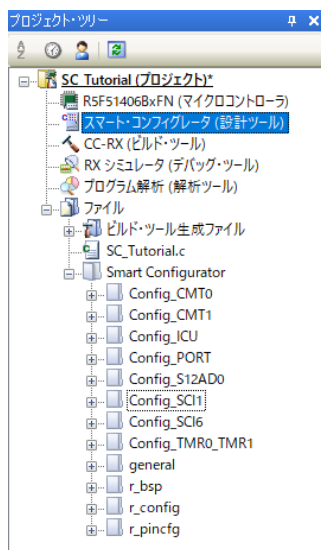 プロジェクト・ツリー
SC_Tutorial (プロジェクト)*
R5F51406BxFN (マイクロコントローラ)
スマート・コンフィグレータ (設計ツール)
CC-RX (ビルド・ツール)
RX シミュレータ (デバッグ・ツール)
プログラム解析 (解析ツール)
ファイル
ビルド・ツール生成ファイル
SC_Tutorial.c
Smart Configurator
Config_CMT0
Config_CMT1
Config_ICU
Config_PORT
Config_S12AD0
Config_SCI1
Config_SCI6
Config_TMR0_TMR1
general
r_bsp
r_config
r_pincfg